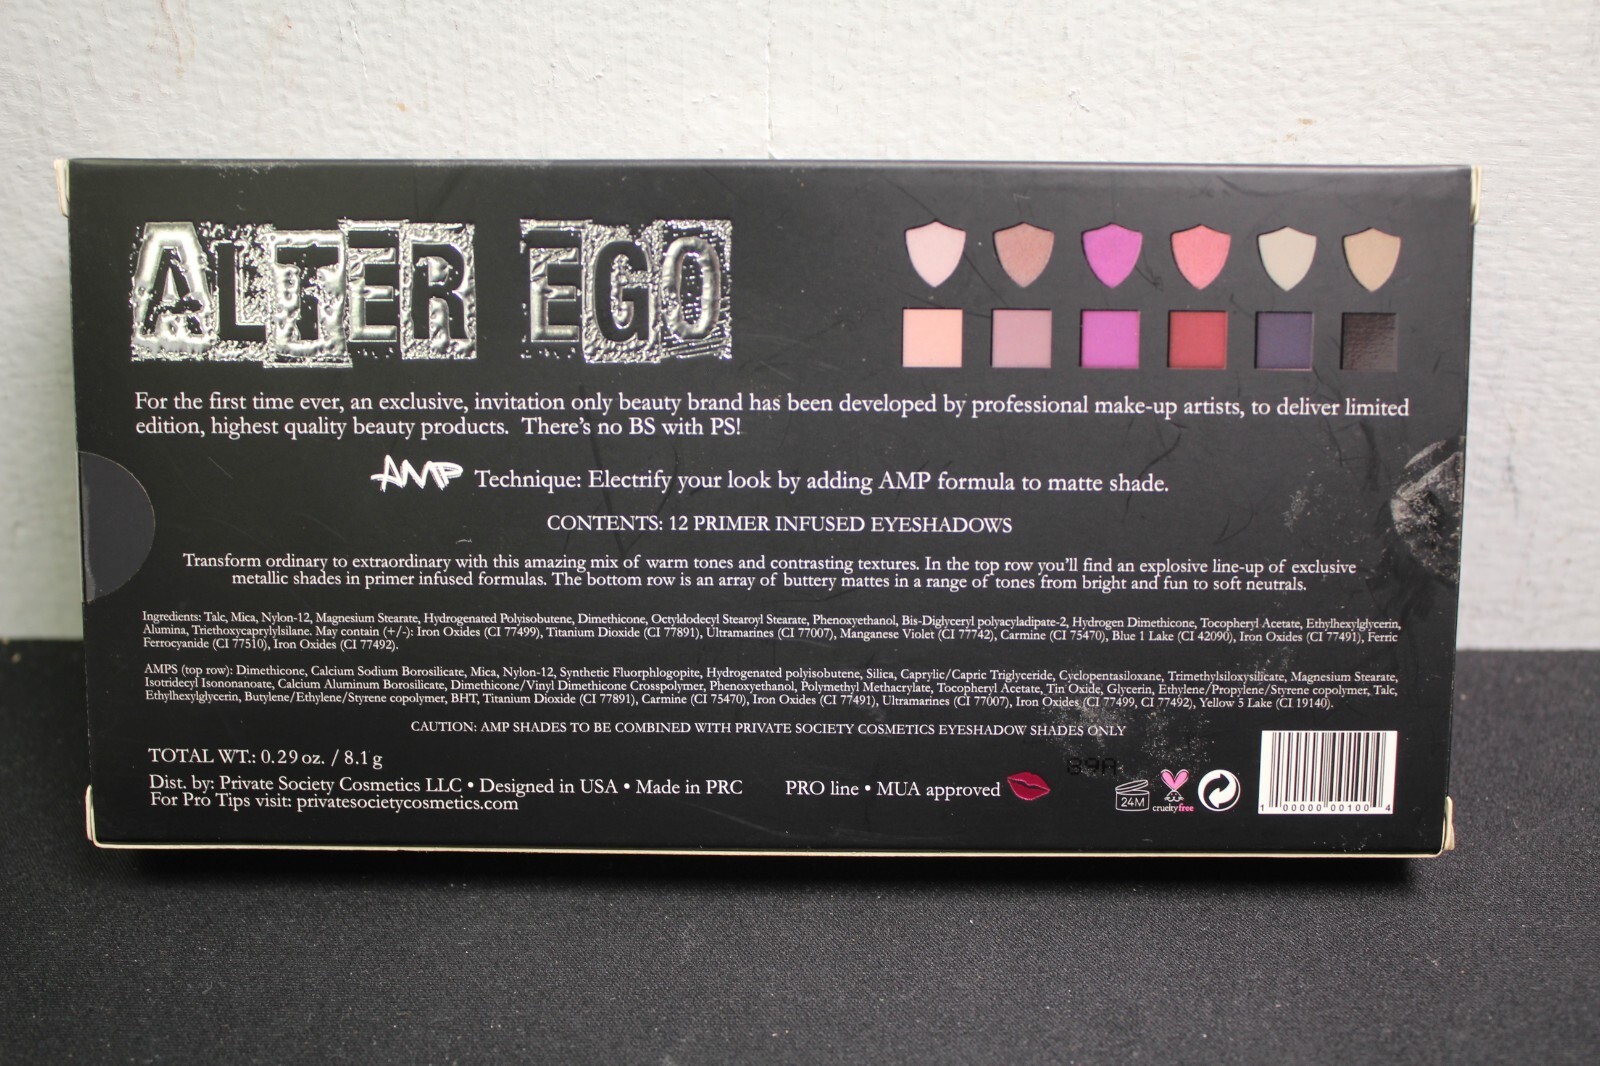 ALTER EGO
For the first time ever, an exclusive, invitation only beauty brand has been developed by professional make-up artists, to deliver limited
edition, highest quality beauty products. There's no BS with PS!
AMP Technique: Electrify your look by adding AMP formula to matte shade.
CONTENTS: 12 PRIMER INFUSED EYESHADOWS
Transform ordinary to extraordinary with this amazing mix of warm tones and contrasting textures. In the top row you'll find an explosive line-up of exclusive
metallic shades in primer infused formulas. The bottom row is an array of buttery mattes in a range of tones from bright and fun to soft neutrals.
Ingredients: Talc, Mica, Nylon-12, Magnesium Stearate, Hydrogenated Polyisobutene, Dimethicone, Octyldodecyl Stearoyl Stearate, Phenoxyethanol, Bis-Diglyceryl polyacyladipate-2, Hydrogen Dimethicone, Tocopheryl Acetate, Ethylhexylglycerin,
Alumina, Triethoxycaprylylsilane. May contain (+/-): Iron Oxides (CI 77499), Titanium Dioxide (CI 77891), Ultramarines (CI 77007), Manganese Violet (CI 77742), Carmine (CI 75470), Blue 1 Lake (CI 42090), Iron Oxides (CI 77491), Ferric
Ferrocyanide (CI 77510), Iron Oxides (CI 77492).
AMPS (top row): Dimethicone, Calcium Sodium Borosilicate, Mica, Nylon-12, Synthetic Fluorphlogopite, Hydrogenated polyisobutene, Silica, Caprylic/Capric Triglyceride, Cyclopentasiloxane, Trimethylsiloxysilicate, Magnesium Stearate,
Isotridecyl Isononanoate, Calcium Aluminum Borosilicate, Dimethicone/Vinyl Dimethicone Crosspolymer, Phenoxyethanol, Polymethyl Methacrylate, Tocopheryl Acetate, Tin Oxide, Glycerin, Ethylene/Propylene/Styrene copolymer, Talc,
Ethylhexylglycerin, Butylene/Ethylene/Styrene copolymer, BHT, Titanium Dioxide (CI 77891), Carmine (CI 75470), Iron Oxides (CI 77491), Ultramarines (CI 77007), Iron Oxides (CI 77499, CI 77492), Yellow 5 Lake (CI 19140).
CAUTION: AMP SHADES TO BE COMBINED WITH PRIVATE SOCIETY COSMETICS EYESHADOW SHADES ONLY
TOTAL WT.: 0.29 oz. / 8.1 g
Dist. by: Private Society Cosmetics LLC • Designed in USA • Made in PRC
For Pro Tips visit: privatesocietycosmetics.com
PRO line • MUA approved
89A
24M
cruelty free
1 00000 00100 4